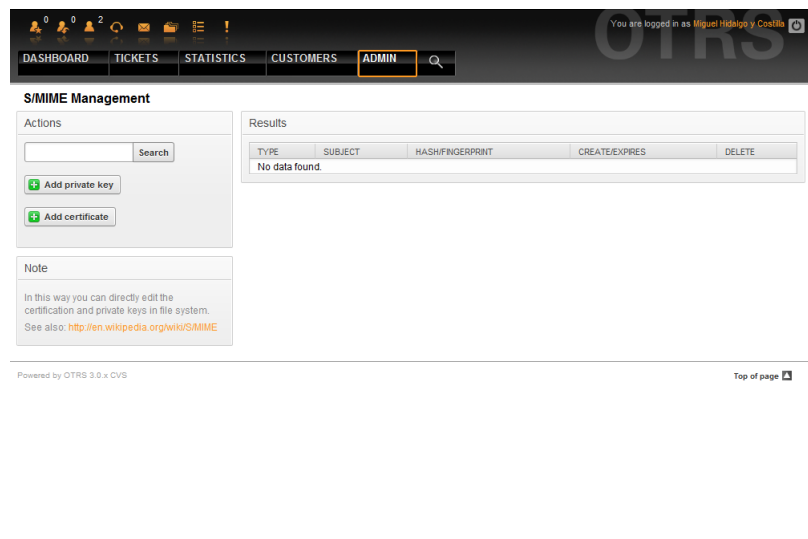 0 0 2
You are logged in as Miguel Hidalgo y Costilla
OTRS
DASHBOARD TICKETS STATISTICS CUSTOMERS ADMIN
S/MIME Management
Actions
Search
Add private key
Add certificate
Note
In this way you can directly edit the
certification and private keys in file system.
See also: http://en.wikipedia.org/wiki/S/MIME
Results
TYPE SUBJECT HASH/FINGERPRINT CREATE/EXPIRES DELETE
No data found.
Powered by OTRS 3.0.x CVS
Top of page